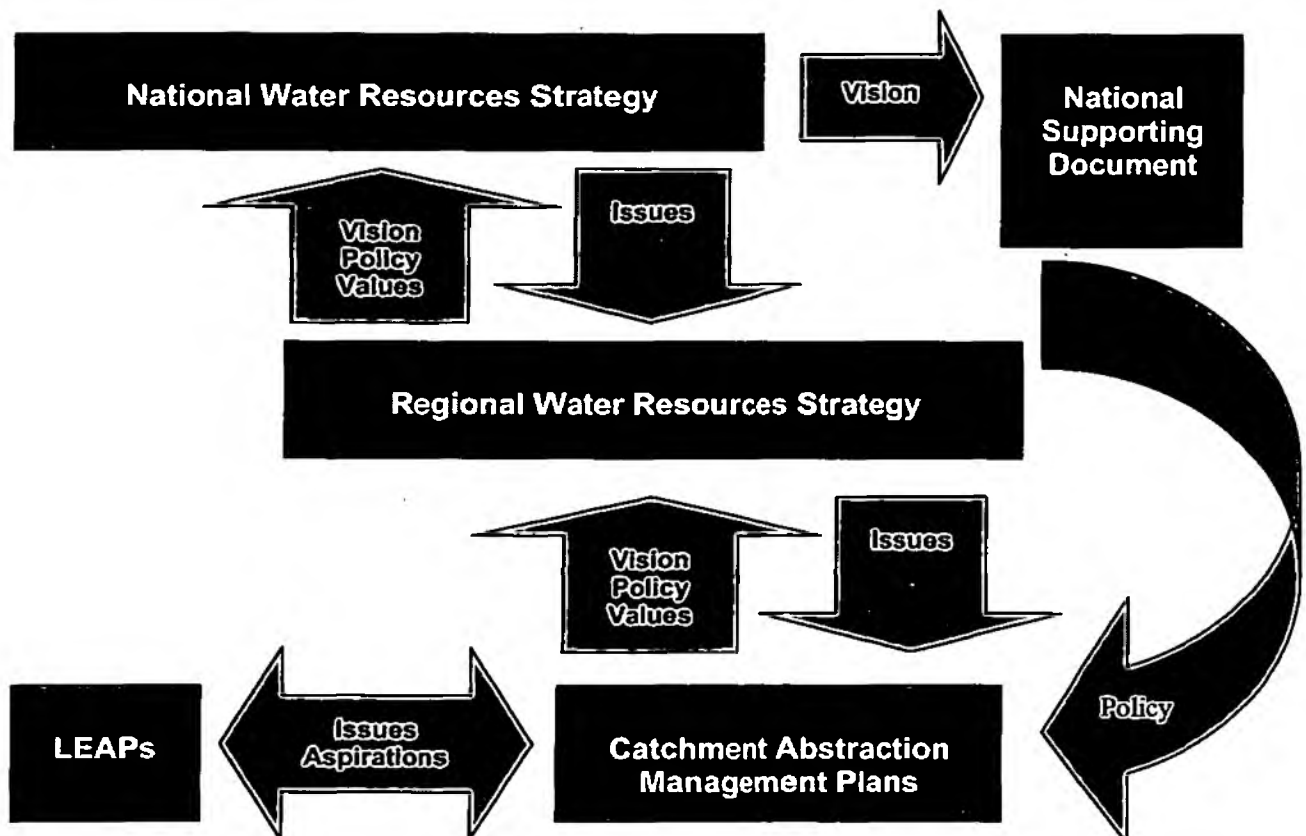 National Water Resources Strategy
Vision
National
Supporting
Document
Vision
Policy
Values
Issues
Regional Water Resources Strategy
Vision
Policy
Values
Issues
LEAPs
Issues
Aspirations
Catchment Abstraction
Management Plans
Policy